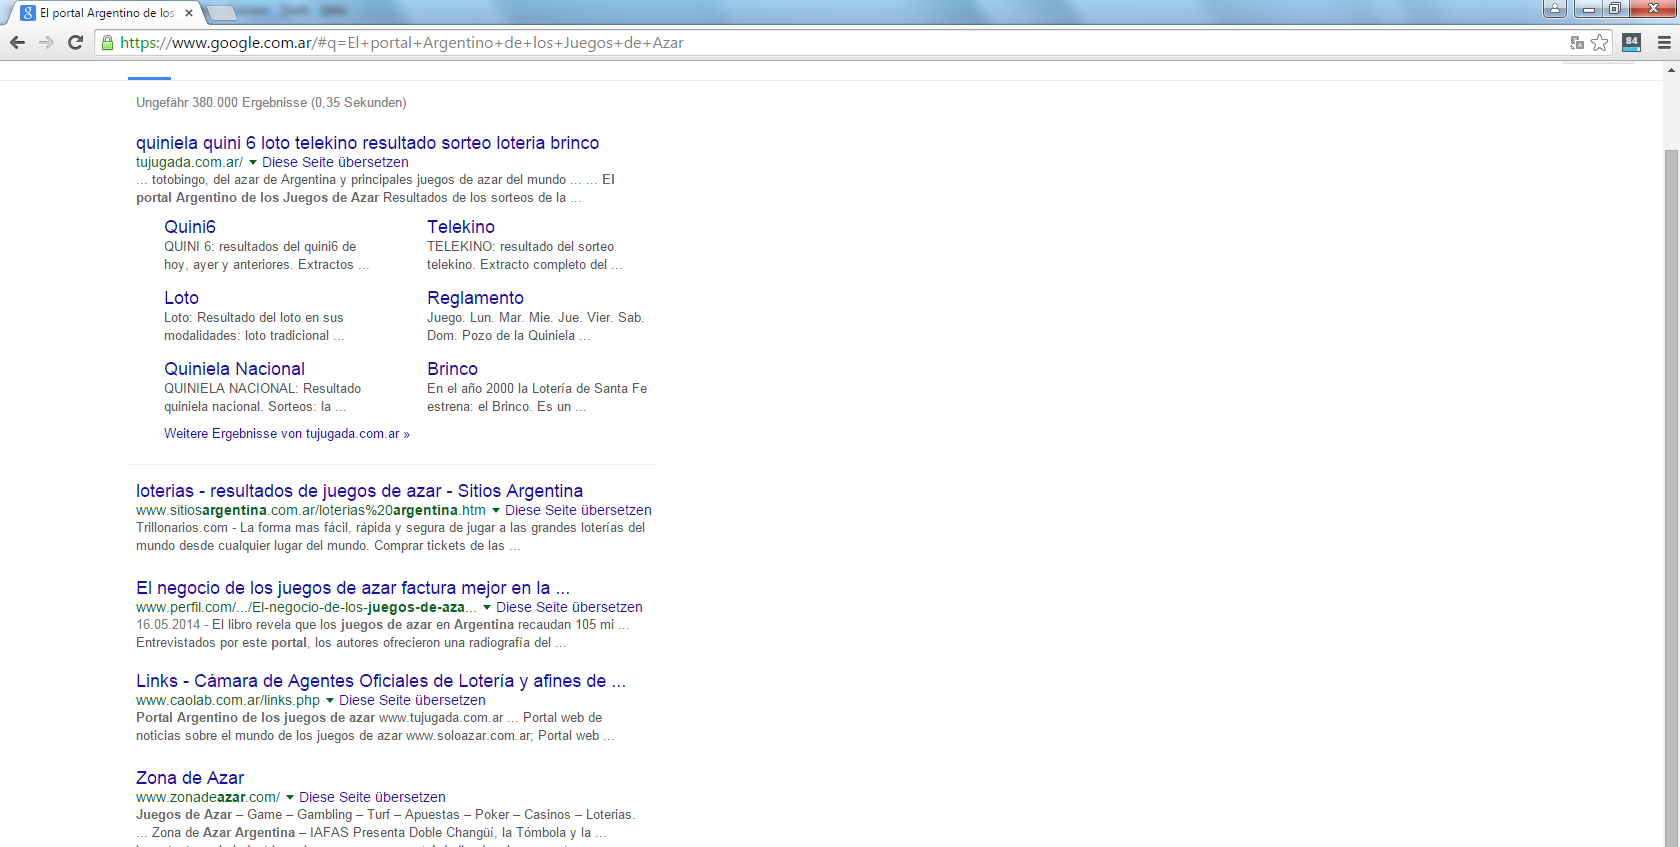 El portal Argentino de los
https://www.google.com.ar/#q=El+portal+Argentino+de+los+Juegos+de+Azar
84
Ungefähr 380.000 Ergebnisse (0,35 Sekunden)
quiniela quini 6 loto telekino resultado sorteo loteria brinco
tujugada.com.ar/ Diese Seite übersetzen
... totobingo, del azar de Argentina y principales juegos de azar del mundo ... ... El
portal Argentino de los Juegos de Azar Resultados de los sorteos de la ...
Quini6
QUINI 6: resultados del quini6 de
hoy, ayer y anteriores. Extractos ...
Telekino
TELEKINO: resultado del sorteo
telekino. Extracto completo del ...
Loto
Loto: Resultado del loto en sus
modalidades: loto tradicional ...
Reglamento
Juego. Lun. Mar. Mie. Jue. Vier. Sab.
Dom. Pozo de la Quiniela ...
Quiniela Nacional
QUINIELA NACIONAL: Resultado
quiniela nacional. Sorteos: la ...
Brinco
En el año 2000 la Lotería de Santa Fe
estrena: el Brinco. Es un ...
Weitere Ergebnisse von tujugada.com.ar »
loterias - resultados de juegos de azar - Sitios Argentina
www.sitiosargentina.com.ar/loterias%20argentina.htm Diese Seite übersetzen
Trillonarios.com - La forma mas fácil, rápida y segura de jugar a las grandes loterías del
mundo desde cualquier lugar del mundo. Comprar tickets de las ...
El negocio de los juegos de azar factura mejor en la ...
www.perfil.com/.../El-negocio-de-los-juegos-de-aza... Diese Seite übersetzen
16.05.2014 - El libro revela que los juegos de azar en Argentina recaudan 105 mi ...
Entrevistados por este portal, los autores ofrecieron una radiografía del ...
Links - Cámara de Agentes Oficiales de Lotería y afines de ...
www.caolab.com.ar/links.php Diese Seite übersetzen
Portal Argentino de los juegos de azar www.tujugada.com.ar ... Portal web de
noticias sobre el mundo de los juegos de azar www.soloazar.com.ar; Portal web ...
Zona de Azar
www.zonadeazar.com/ Diese Seite übersetzen
Juegos de Azar – Game – Gambling – Turf – Apuestas – Poker – Casinos – Loterias.
... Zona de Azar Argentina – IAFAS Presenta Doble Changüí, la Tómbola y la ...